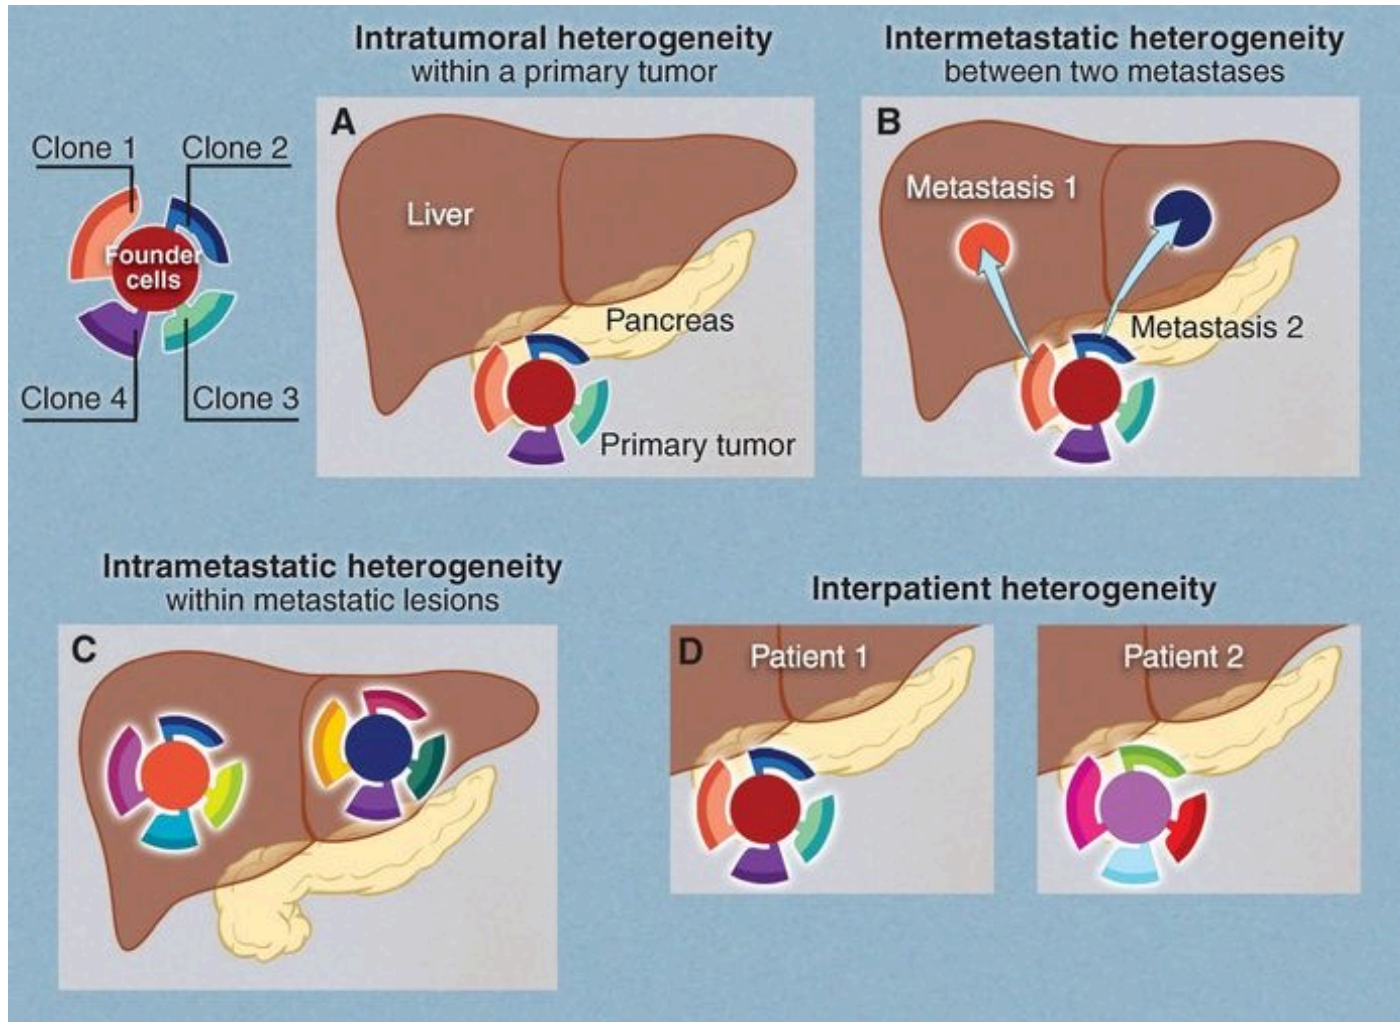 Intratumoral heterogeneity
within a primary tumor
Intermetastatic heterogeneity
between two metastases
Clone 1
Clone 2
Founder
cells
Clone 4
Clone 3
A
Liver
Pancreas
Primary tumor
B
Metastasis 1
Metastasis 2
Intrametastatic heterogeneity
within metastatic lesions
C
Interpatient heterogeneity
D
Patient 1
Patient 2